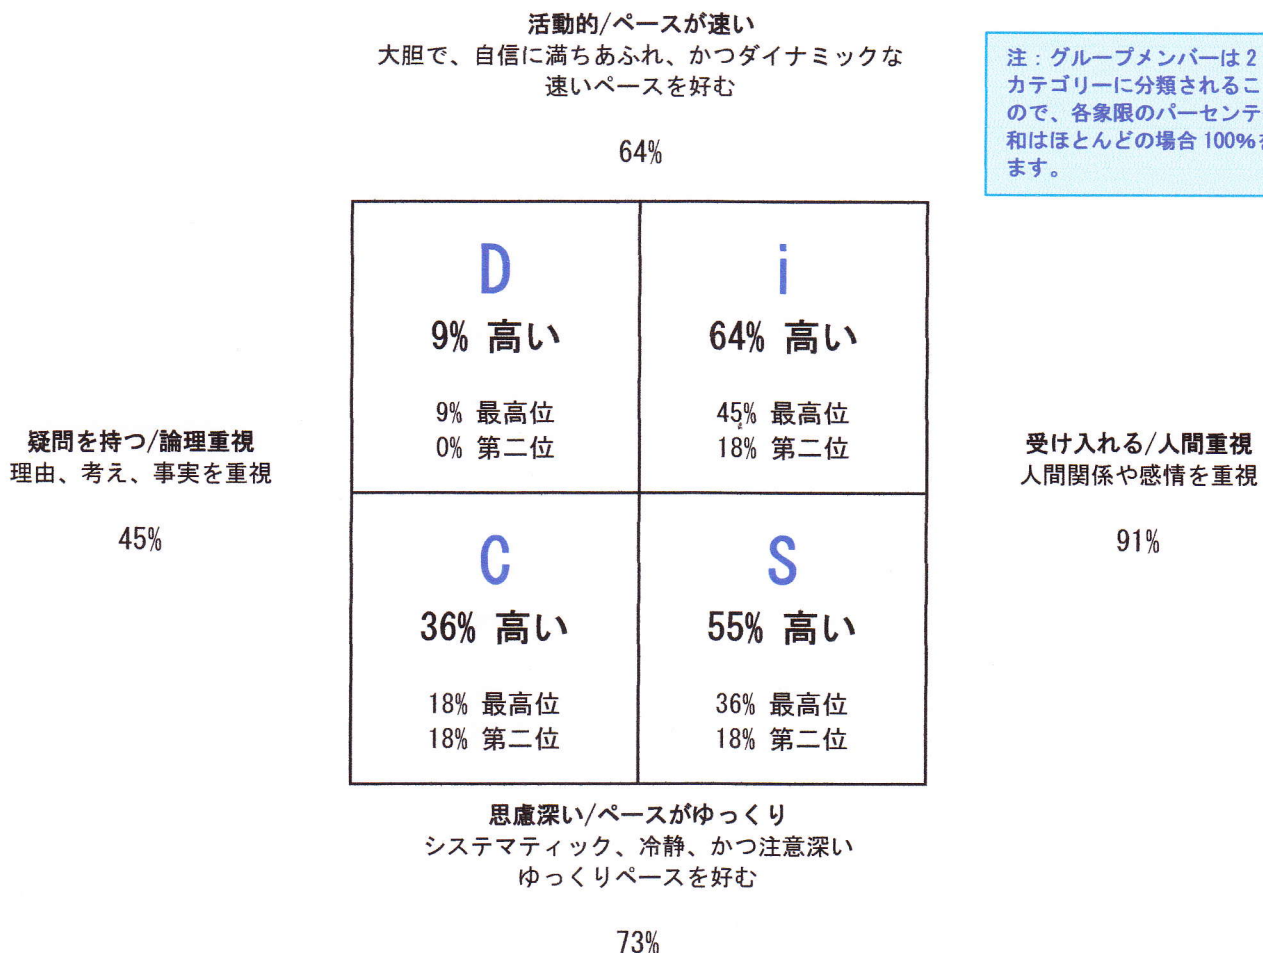 活動的/ペースが速い
大胆で、自信に満ちあふれ、かつダイナミックな
速いペースを好む
64%
注：グループメンバーは 2
カテゴリーに分類されるこ
ので、各象限のパーセンテ
和はほとんどの場合 100%
ます。
D
9% 高い
9% 最高位
0% 第二位
i
64% 高い
45% 最高位
18% 第二位
疑問を持つ/論理重視
理由、考え、事実を重視
45%
受け入れる/人間重視
人間関係や感情を重視
91%
C
36% 高い
18% 最高位
18% 第二位
S
55% 高い
36% 最高位
18% 第二位
思慮深い/ペースがゆっくり
システマティック、冷静、かつ注意深い
ゆっくりペースを好む
73%